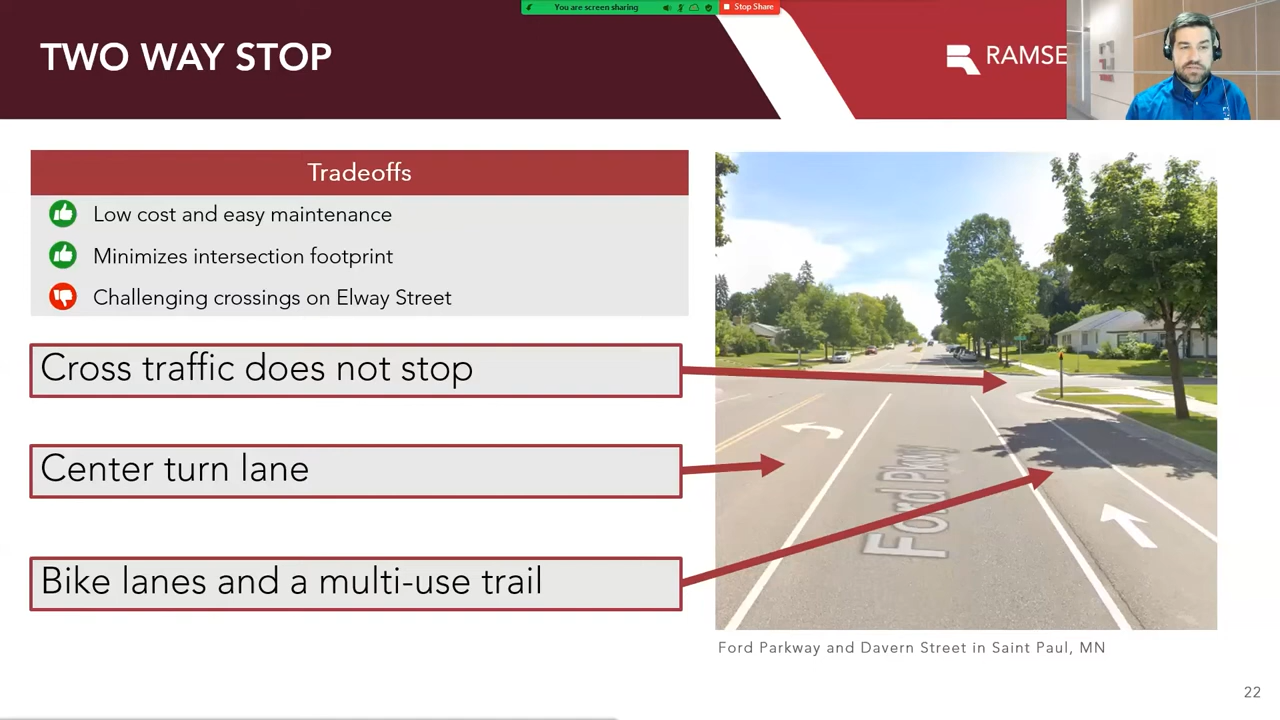 You are screen sharing
Stop Share
TWO WAY STOP
RAMSE
Tradeoffs
Low cost and easy maintenance
Minimizes intersection footprint
Challenging crossings on Elway Street
Cross traffic does not stop
Center turn lane
Bike lanes and a multi-use trail
Ford Pkwy
Ford Parkway and Davern Street in Saint Paul, MN
22